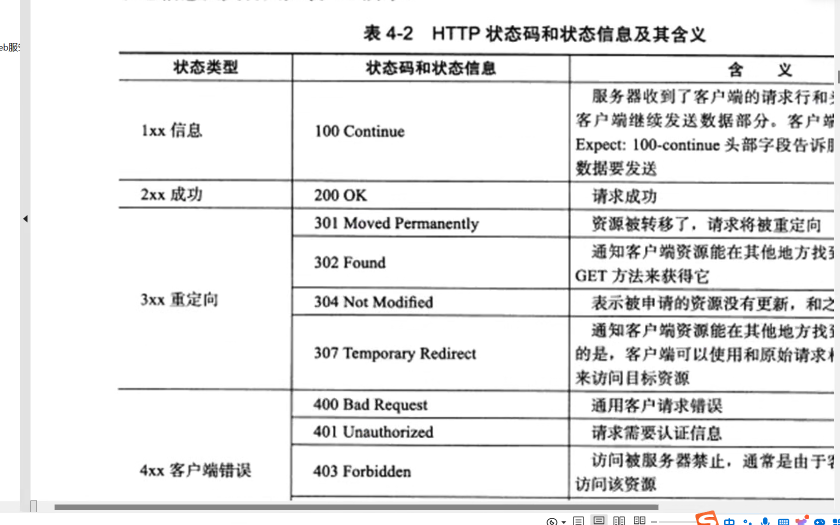 eb服
表 4-2 HTTP 状态码和状态信息及其含义
状态类型 状态码和状态信息 含 义
1xx 信息
100 Continue
服务器收到了客户端的请求行和
客户端继续发送数据部分。客户端
Expect: 100-continue 头部字段告诉
数据要发送
2xx 成功
200 OK
请求成功
3xx 重定向
301 Moved Permanently
资源被转移了，请求将被重定向
302 Found
通知客户端资源能在其他地方找到
GET 方法来获得它
304 Not Modified
表示被申请的资源没有更新，和之
307 Temporary Redirect
通知客户端资源能在其他地方找到
的是，客户端可以使用和原始请求
来访问目标资源
4xx 客户端错误
400 Bad Request
通用客户请求错误
401 Unauthorized
请求需要认证信息
403 Forbidden
访问被服务器禁止，通常是由于客
访问该资源
中